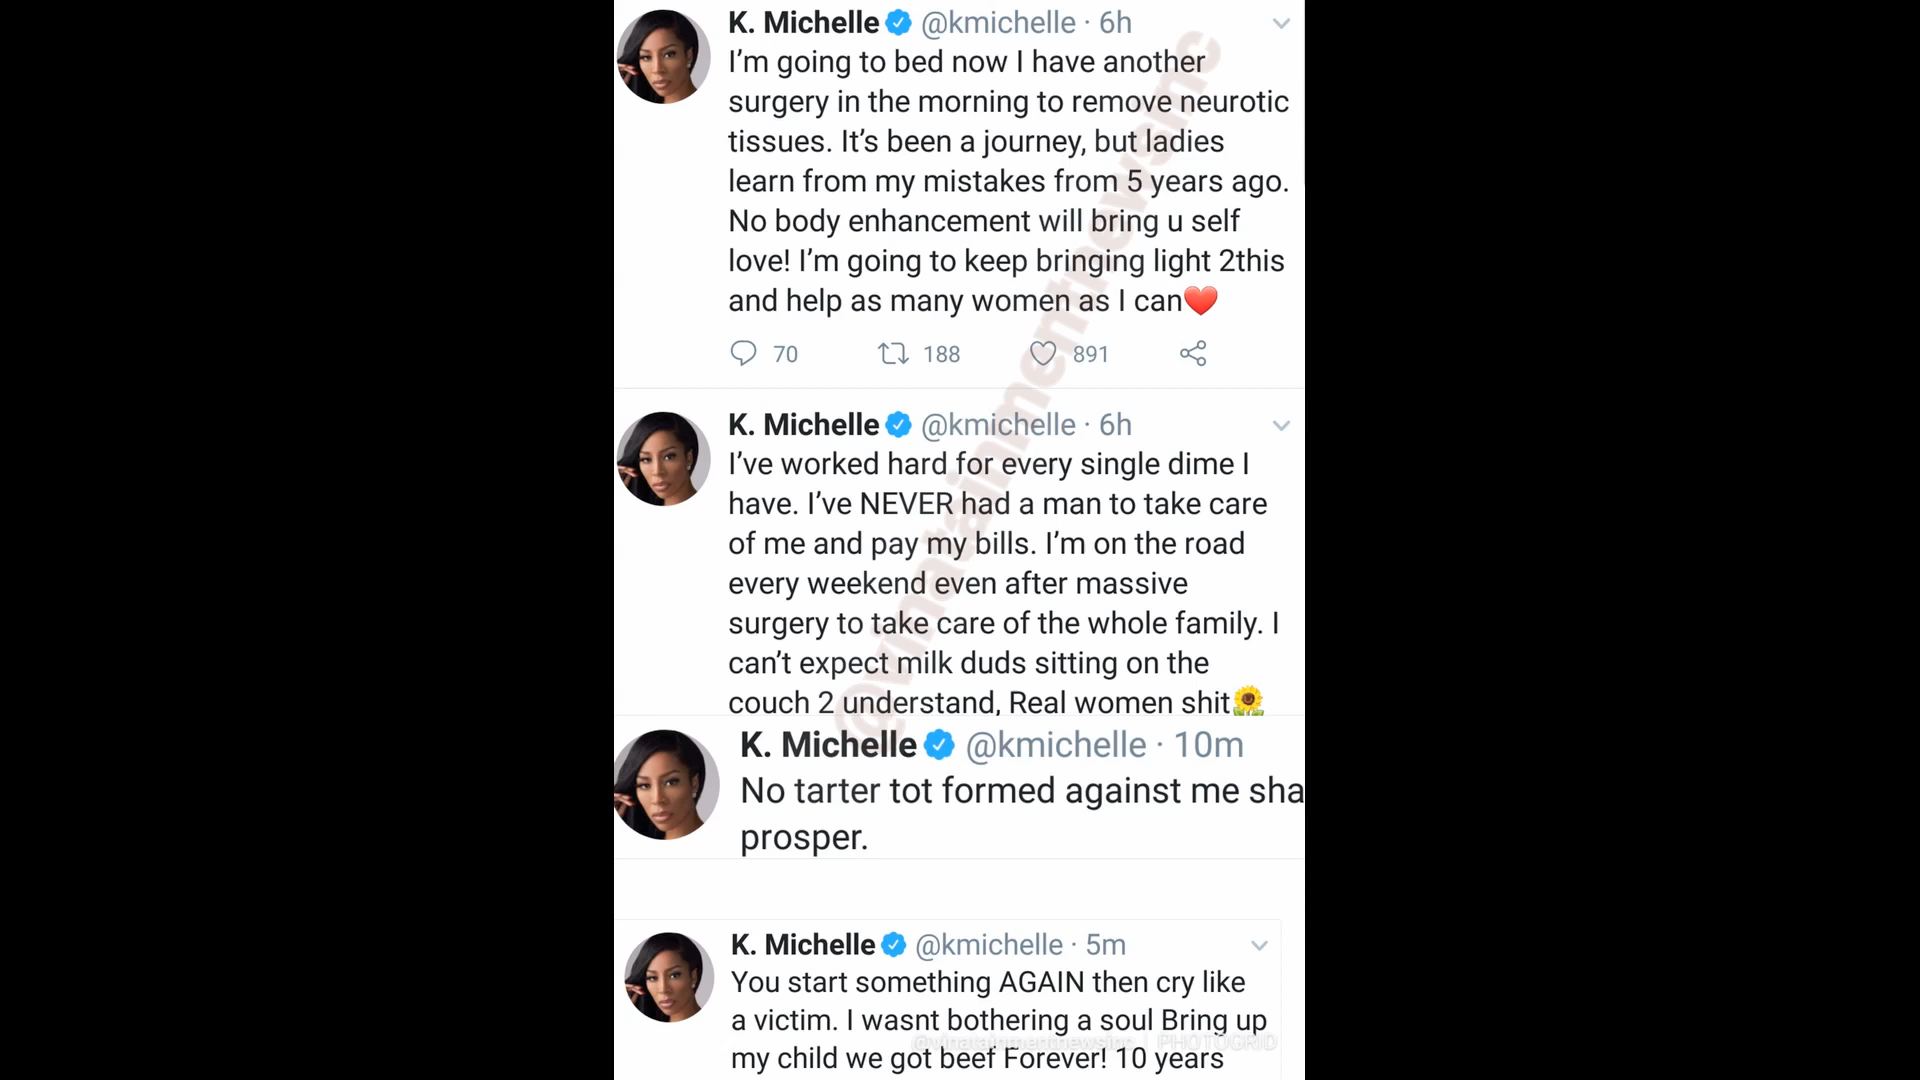 K. Michelle @kmichelle · 6h
I'm going to bed now I have another
surgery in the morning to remove neurotic
tissues. It's been a journey, but ladies
learn from my mistakes from 5 years ago.
No body enhancement will bring u self
love! I'm going to keep bringing light 2this
and help as many women as I can❤️
70 188 891
K. Michelle @kmichelle · 6h
I've worked hard for every single dime I
have. I've NEVER had a man to take care
of me and pay my bills. I'm on the road
every weekend even after massive
surgery to take care of the whole family. I
can't expect milk duds sitting on the
couch 2 understand, Real women shit🌻
K. Michelle @kmichelle · 10m
No tarter tot formed against me sha
prosper.
K. Michelle @kmichelle · 5m
You start something AGAIN then cry like
a victim. I wasnt bothering a soul Bring up
my child we got beef Forever! 10 years
@vinatainmentnewsinc
@vinatainmentnewsinc | PHOTOGRID